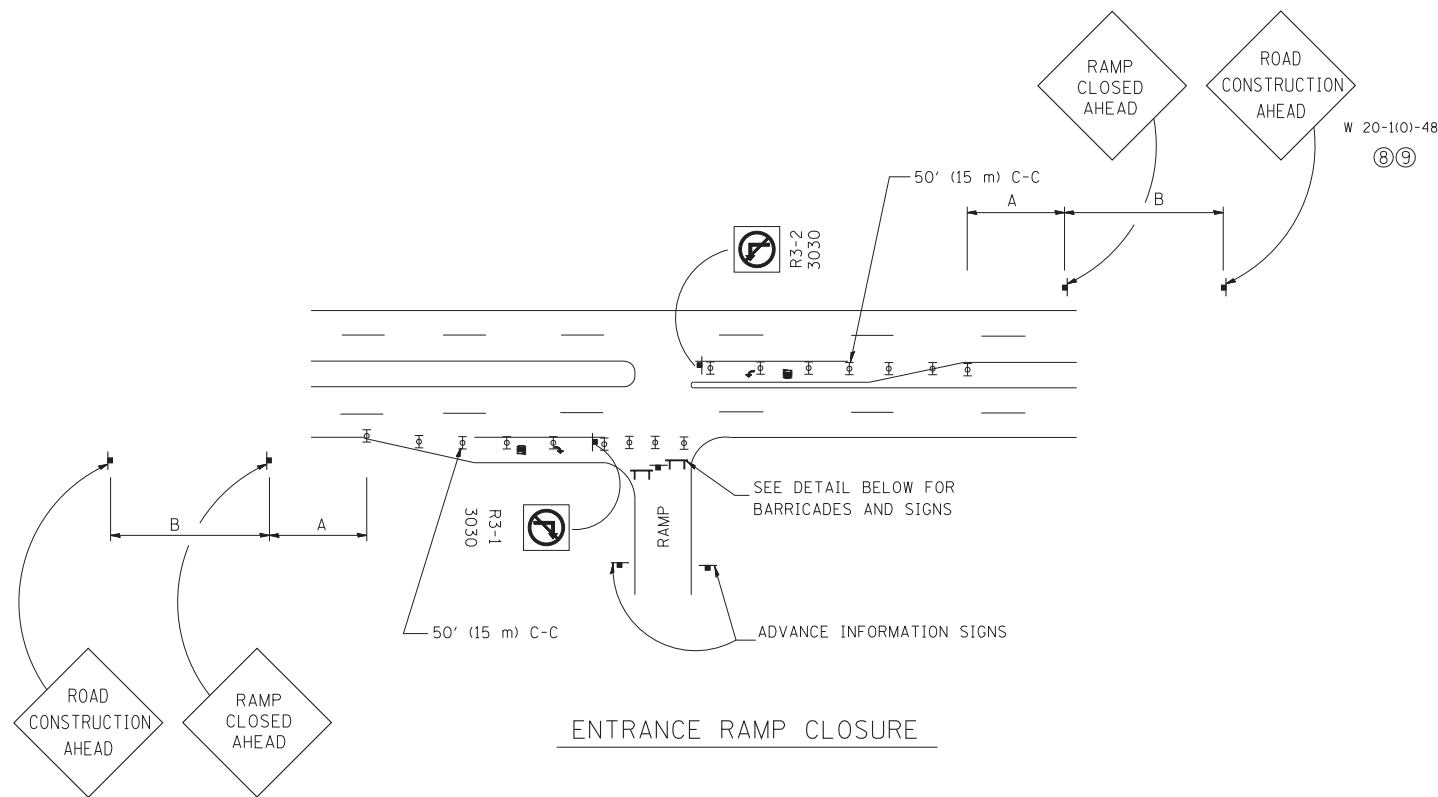 RAMP
CLOSED
AHEAD
ROAD
CONSTRUCTION
AHEAD
W 20-1(O)-48
⑧⑨
50' (15 m) C-C
A
B
R3-2
3030
SEE DETAIL BELOW FOR
BARRICADES AND SIGNS
RAMP
R3-1
3030
B
A
50' (15 m) C-C
ADVANCE INFORMATION SIGNS
ROAD
CONSTRUCTION
AHEAD
RAMP
CLOSED
AHEAD
ENTRANCE RAMP CLOSURE